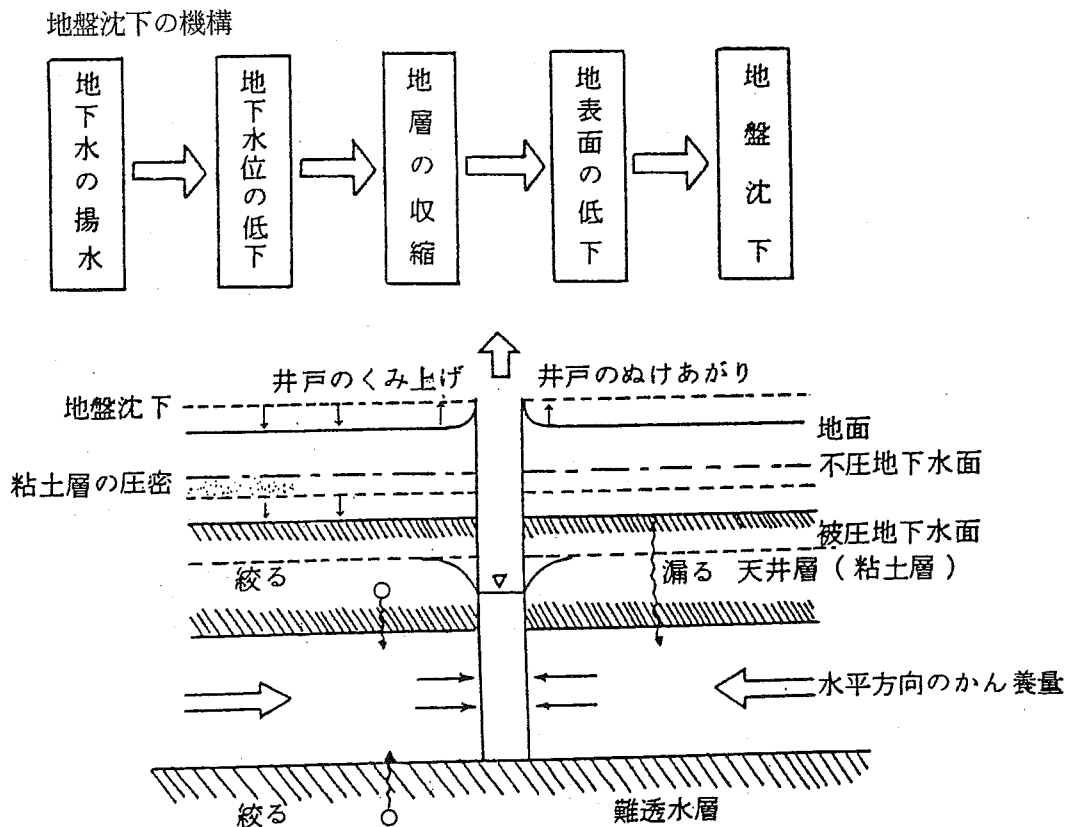 地盤沈下の機構
地下水の揚水
地下水位の低下
地層の収縮
地表面の低下
地盤沈下
井戸のくみ上げ
井戸のぬけあがり
地盤沈下
地面
不圧地下水面
粘土層の圧密
被圧地下水面
絞る
漏る 天井層(粘土層)
水平方向のかん養量
絞る
難透水層